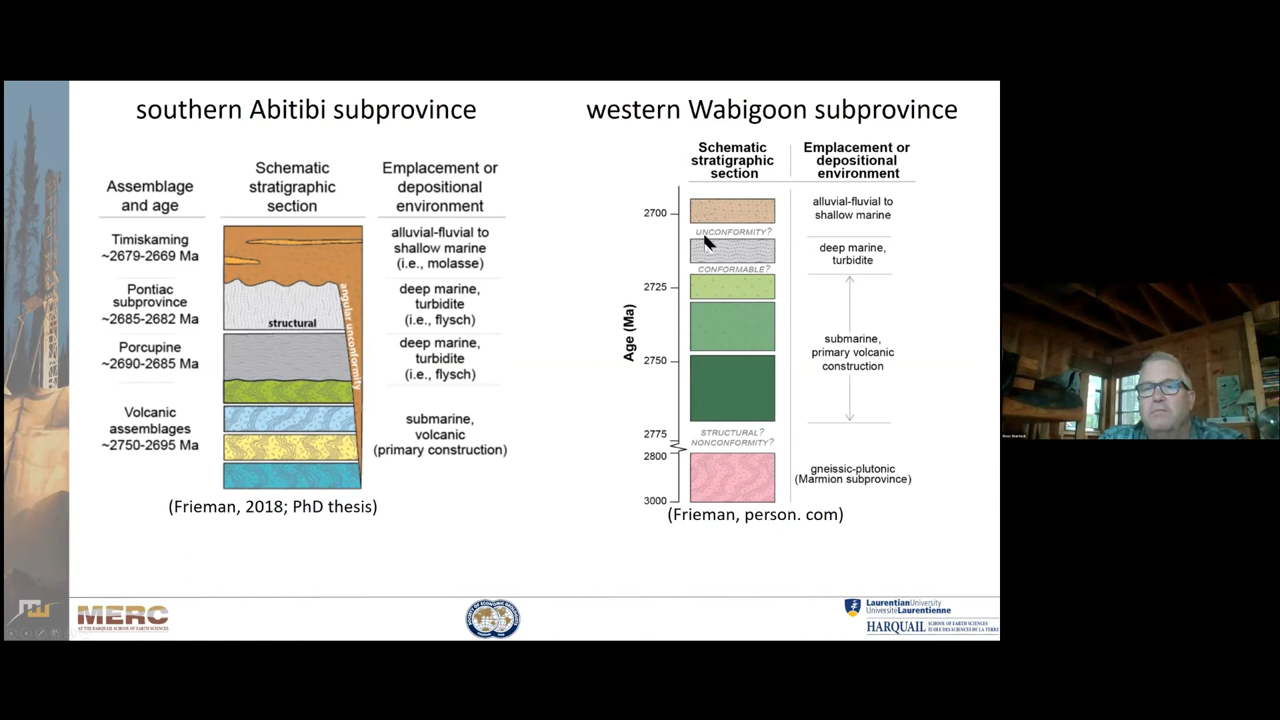 southern Abitibi subprovince
Assemblage
and age
Schematic
stratigraphic
section
Emplacement or
depositional
environment
Timiskaming
~2679-2669 Ma
alluvial-fluvial to
shallow marine
(i.e., molasse)
Pontiac
subprovince
~2685-2682 Ma
structural
angular unconformity
deep marine,
turbidite
(i.e., flysch)
Porcupine
~2690-2685 Ma
deep marine,
turbidite
(i.e., flysch)
Volcanic
assemblages
~2750-2695 Ma
submarine,
volcanic
(primary construction)
(Frieman, 2018; PhD thesis)
western Wabigoon subprovince
Schematic
stratigraphic
section
Emplacement or
depositional
environment
Age (Ma)
2700
alluvial-fluvial to
shallow marine
UNCONFORMITY?
deep marine,
turbidite
CONFORMABLE?
2725
2750
submarine,
primary volcanic
construction
2775
STRUCTURAL?
NONCONFORMITY?
2800
gneissic-plutonic
(Marmion subprovince)
3000
(Frieman, person. com)
MERC
AT THE HARQUAIL SCHOOL OF EARTH SCIENCES
LaurentianUniversity
UniversitéLaurentienne
HARQUAIL
SCHOOL OF EARTH SCIENCES
ÉCOLE DES SCIENCES DE LA TERRE